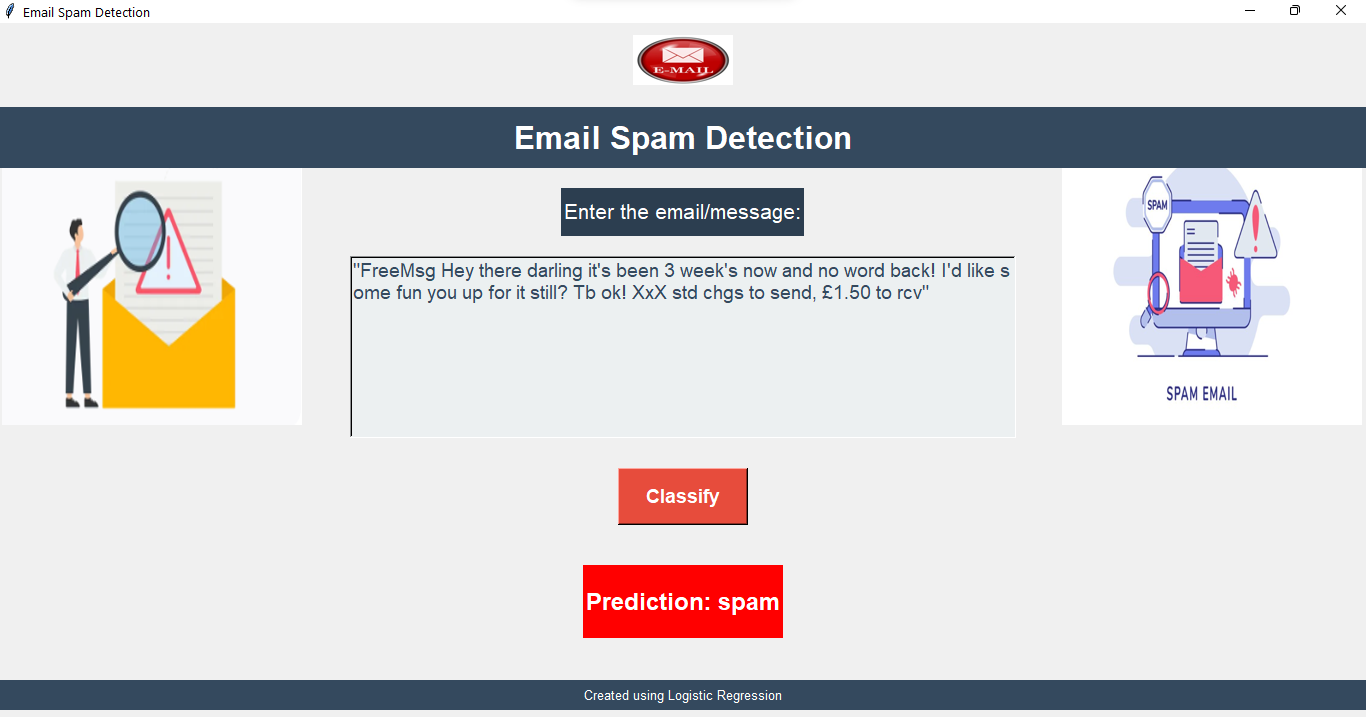 Email Spam Detection
E-MAIL
Email Spam Detection
Enter the email/message:
"FreeMsg Hey there darling it's been 3 week's now and no word back! I'd like s
ome fun you up for it still? Tb ok! XxX std chgs to send, £1.50 to rcv"
SPAM
SPAM EMAIL
Classify
Prediction: spam
Created using Logistic Regression